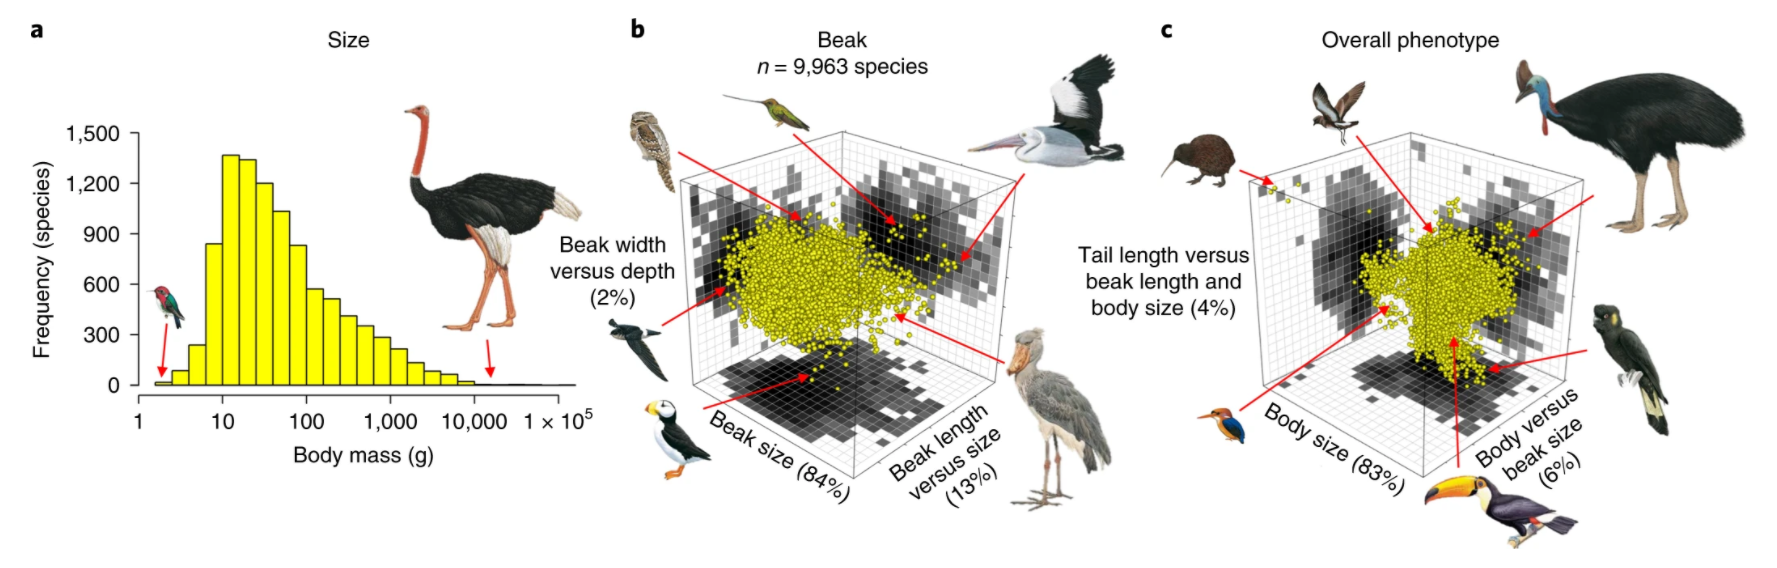 a
Size
Frequency (species)
1,500
1,200
900
600
300
0
1
10
100
1,000
10,000
1 × 10⁵
Body mass (g)
b
Beak
n = 9,963 species
Beak width
versus depth
(2%)
Beak size (84%)
Beak length
versus size
(13%)
c
Overall phenotype
Tail length versus
beak length and
body size (4%)
Body size (83%)
Body versus
beak size
(6%)